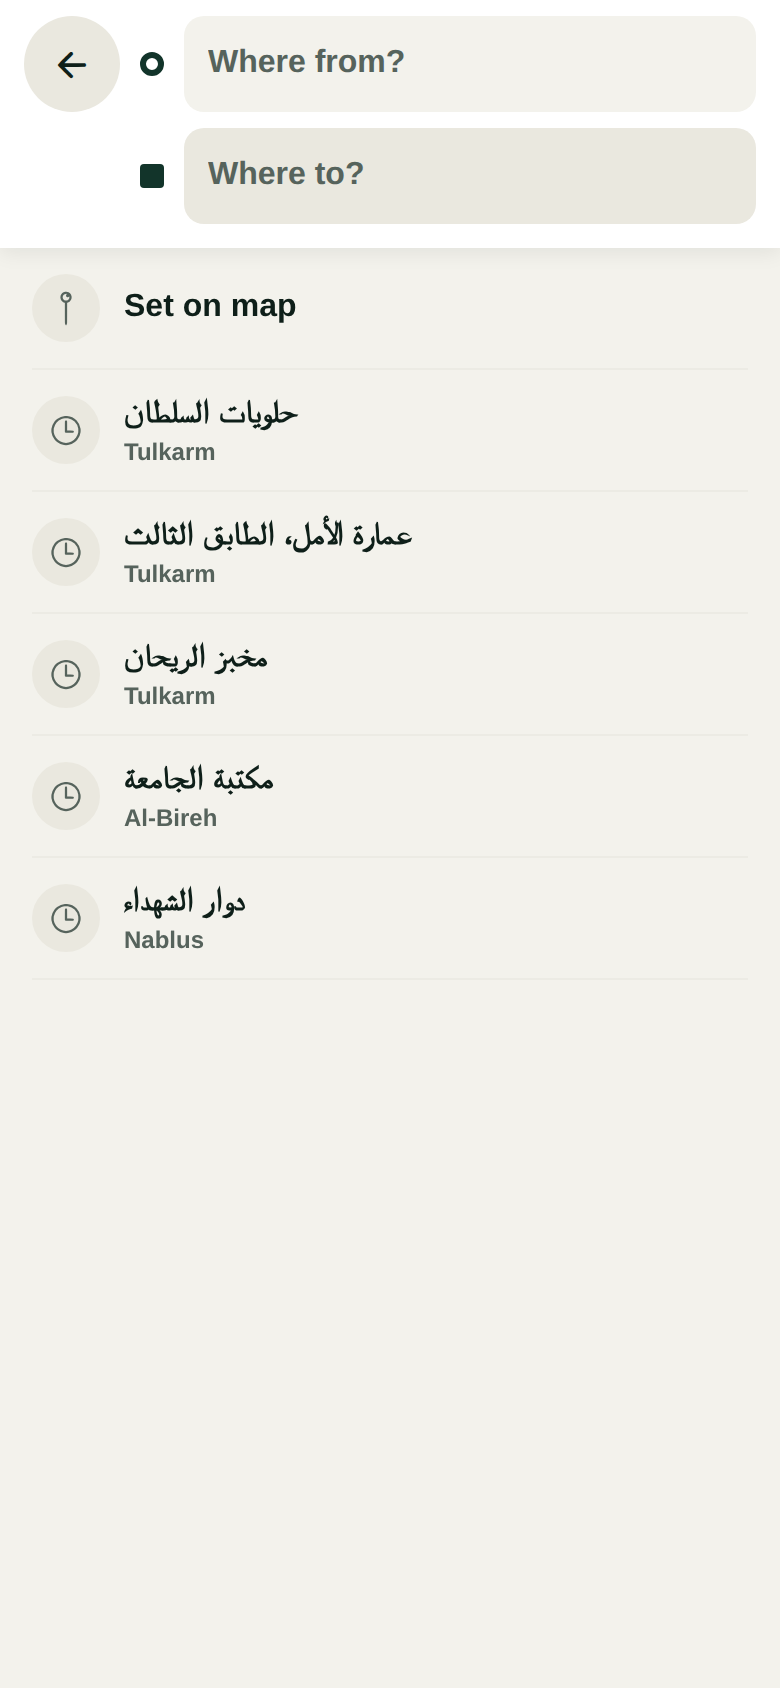 Where from?
Where to?
Set on map
حلويات السلطان
Tulkarm
عمارة الأمل، الطابق الثالث
Tulkarm
مخبز الريحان
Tulkarm
مكتبة الجامعة
Al-Bireh
دوار الشهداء
Nablus